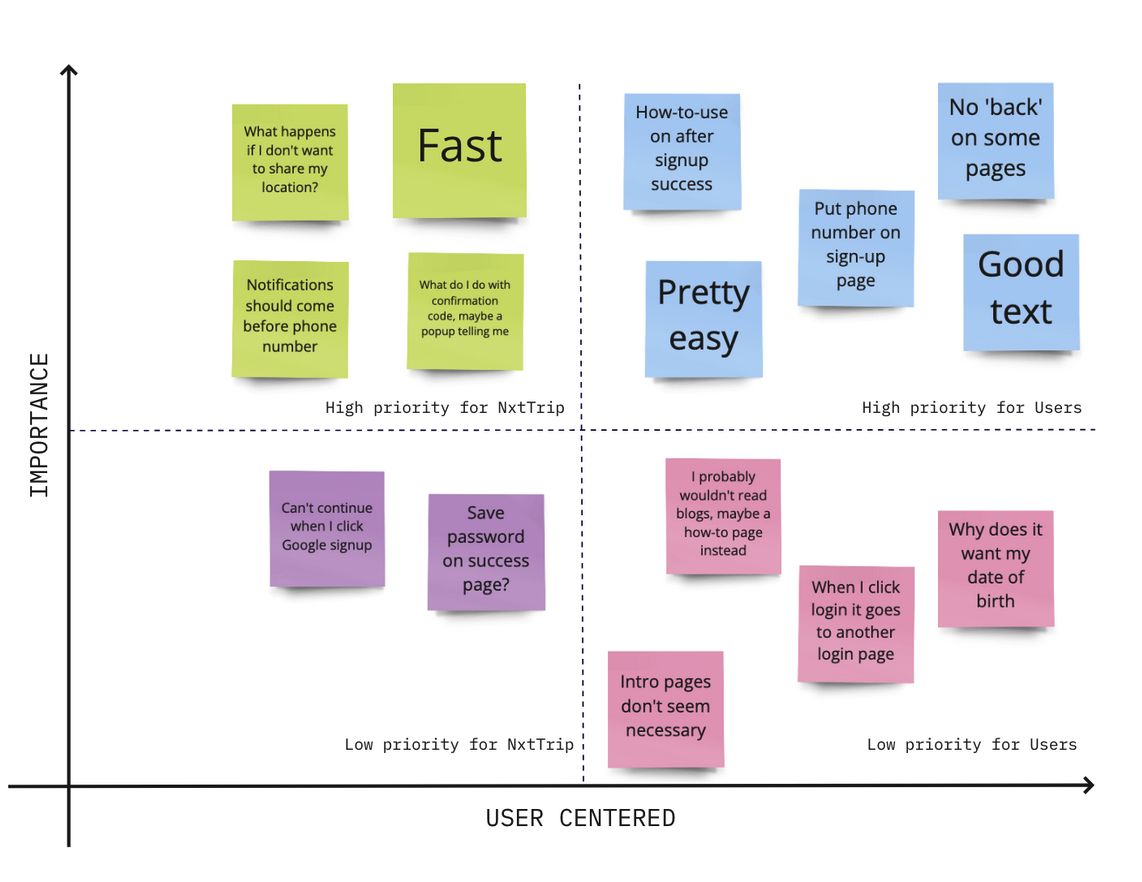 What happens
if I don't want
to share my
location?
Fast
How-to-use
on after
signup
success
No 'back'
on some
pages
Put phone
number on
sign-up
page
Notifications
should come
before phone
number
What do I do with
confirmation
code, maybe a
popup telling me
Pretty
easy
Good
text
High priority for NxtTrip
High priority for Users
IMPORTANCE
Can't continue
when I click
Google signup
Save
password
on success
page?
I probably
wouldn't read
blogs, maybe a
how-to page
instead
Why does it
want my
date of
birth
When I click
login it goes
to another
login page
Intro pages
don't seem
necessary
Low priority for NxtTrip
Low priority for Users
USER CENTERED